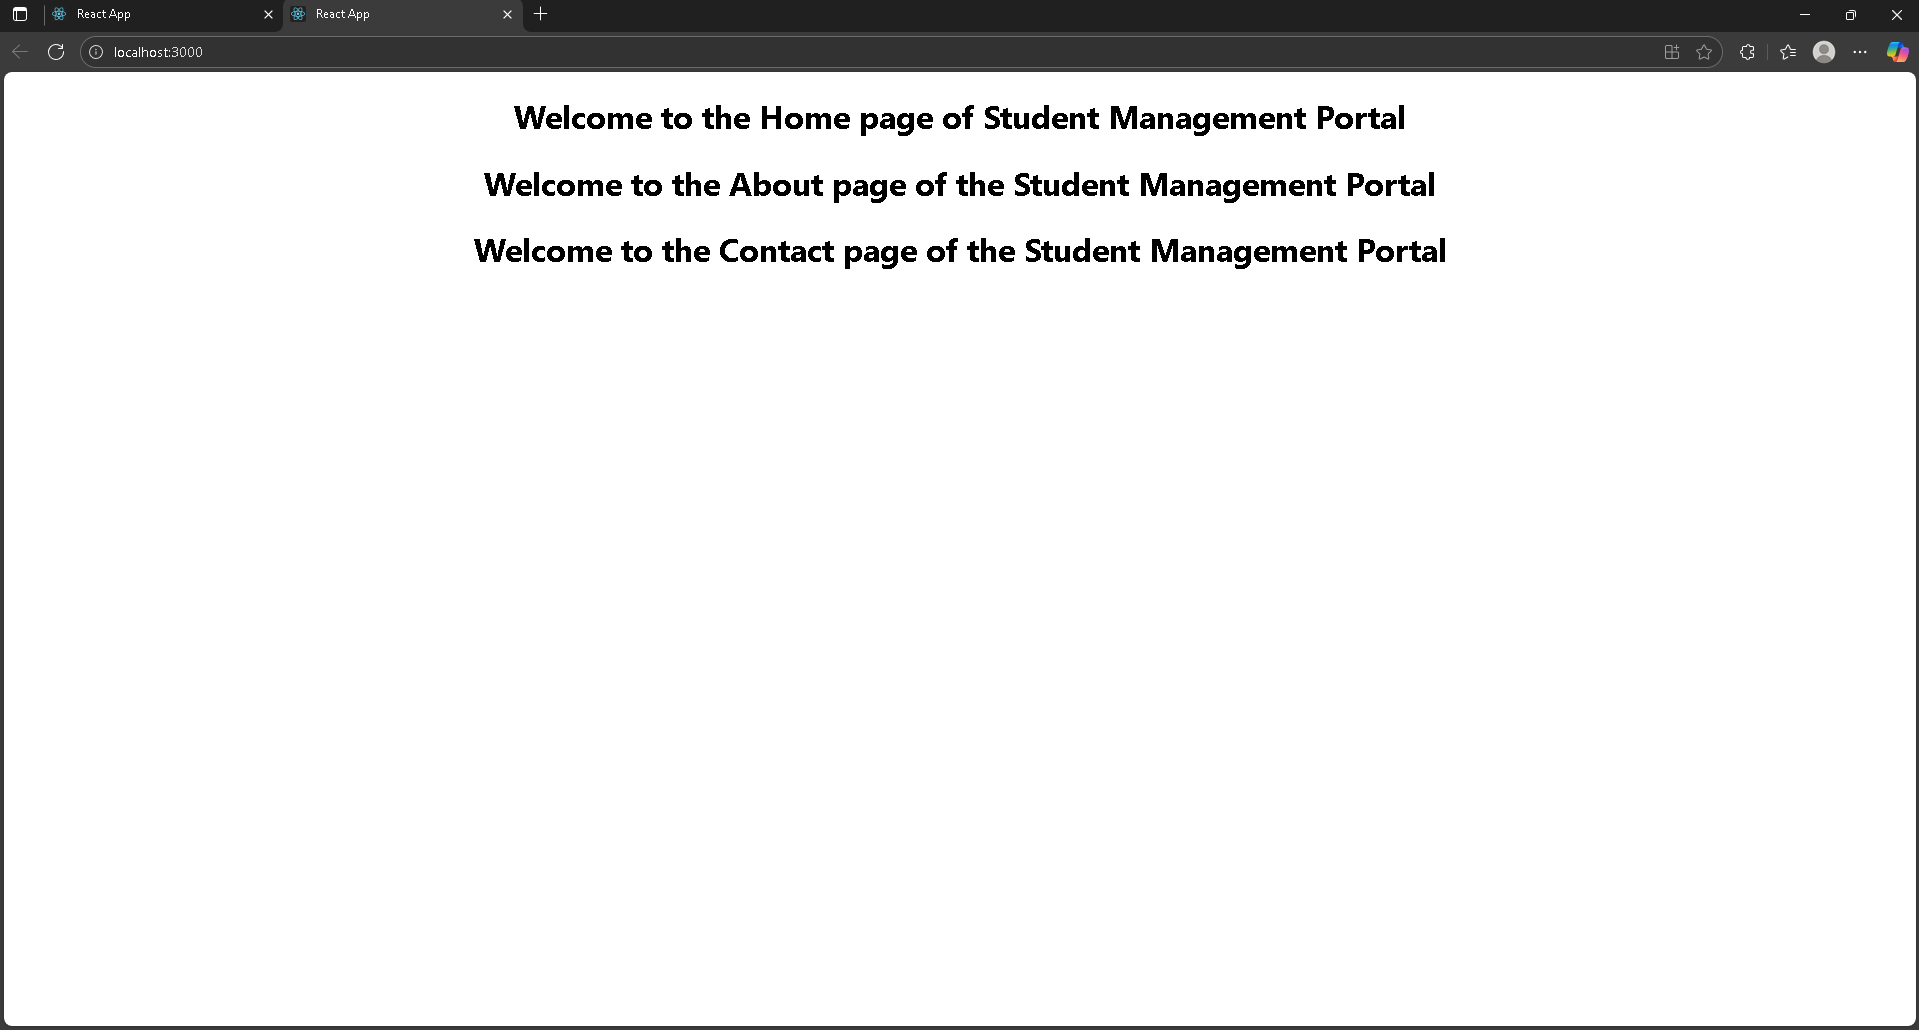 React App
React App
localhost:3000
Welcome to the Home page of Student Management Portal
Welcome to the About page of the Student Management Portal
Welcome to the Contact page of the Student Management Portal